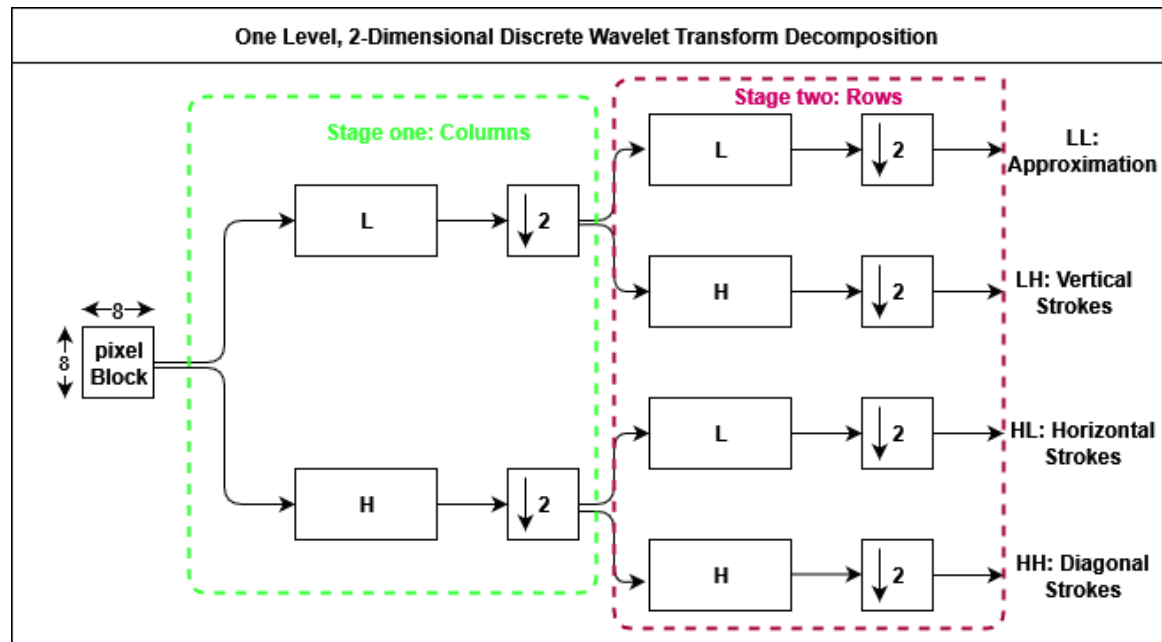 One Level, 2-Dimensional Discrete Wavelet Transform Decomposition
Stage one: Columns
Stage two: Rows
L
2
LL:
Approximation
L
2
H
2
LH: Vertical
Strokes
8
8
pixel
Block
L
2
HL: Horizontal
Strokes
H
2
H
2
HH: Diagonal
Strokes